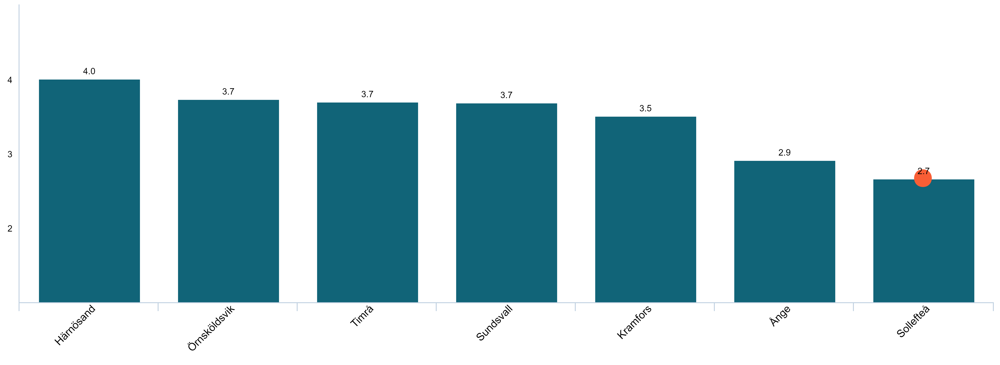 4.0
3.7
3.7
3.7
3.5
2.9
2.7
4
3
2
Härnösand
Örnsköldsvik
Timrå
Sundsvall
Kramfors
Ånge
Sollefteå